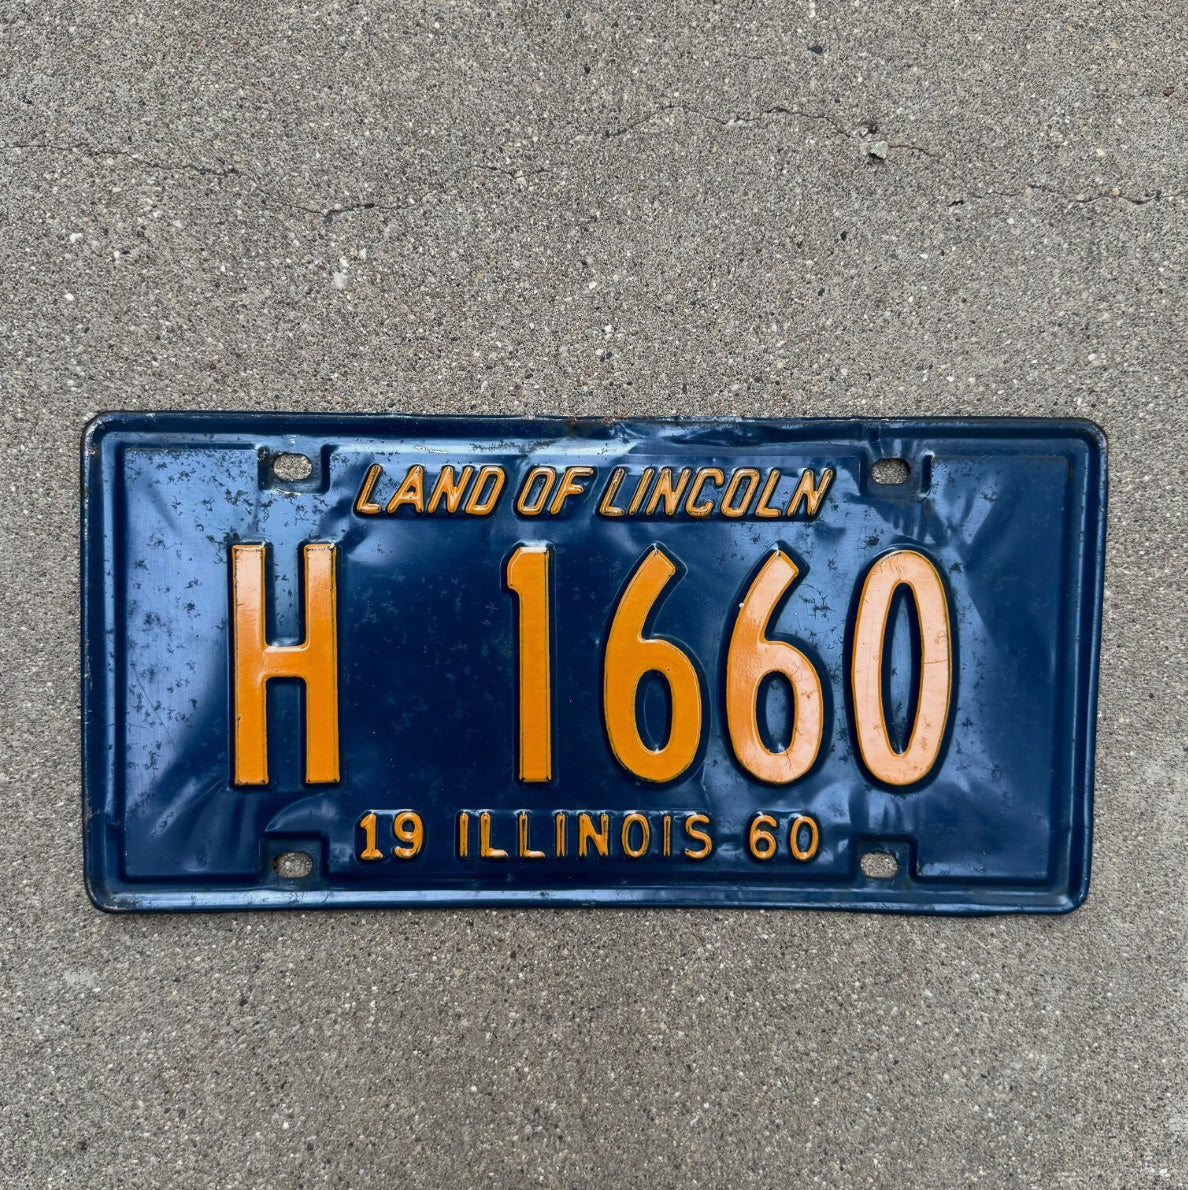 LAND OF LINCOLN
H 1660
19 ILLINOIS 60